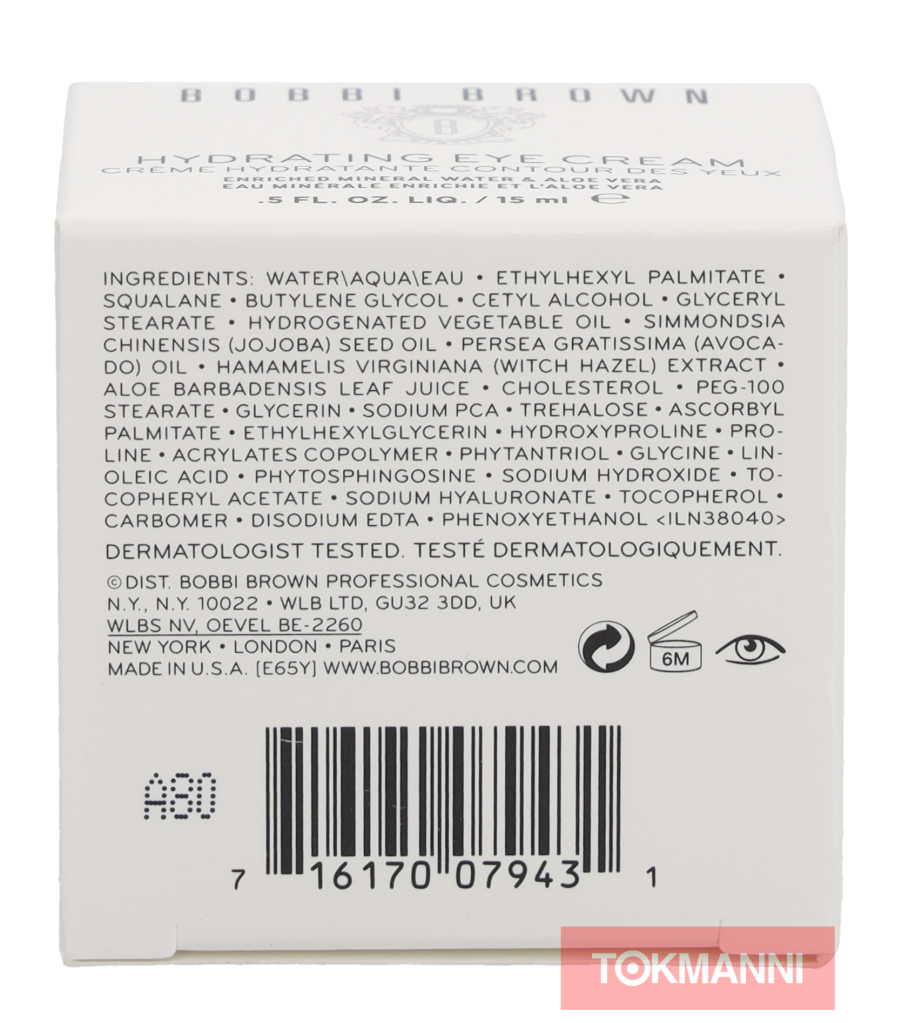 BOBBI BROWN
B
HYDRATING EYE CREAM
CRÈME HYDRATANTE CONTOUR DES YEUX
ENRICHED MINERAL WATER & ALOE VERA
EAU MINÉRALE ENRICHIE ET L'ALOE VERA
.5 FL. OZ. LIQ. / 15 ml ℮
INGREDIENTS: WATER\AQUA\EAU • ETHYLHEXYL PALMITATE •
SQUALANE • BUTYLENE GLYCOL • CETYL ALCOHOL • GLYCERYL
STEARATE • HYDROGENATED VEGETABLE OIL • SIMMONDSIA
CHINENSIS (JOJOBA) SEED OIL • PERSEA GRATISSIMA (AVOCA-
DO) OIL • HAMAMELIS VIRGINIANA (WITCH HAZEL) EXTRACT •
ALOE BARBADENSIS LEAF JUICE • CHOLESTEROL • PEG-100
STEARATE • GLYCERIN • SODIUM PCA • TREHALOSE • ASCORBYL
PALMITATE • ETHYLHEXYLGLYCERIN • HYDROXYPROLINE • PRO-
LINE • ACRYLATES COPOLYMER • PHYTANTRIOL • GLYCINE • LIN-
OLEIC ACID • PHYTOSPHINGOSINE • SODIUM HYDROXIDE • TO-
COPHERYL ACETATE • SODIUM HYALURONATE • TOCOPHEROL •
CARBOMER • DISODIUM EDTA • PHENOXYETHANOL <ILN38040>
DERMATOLOGIST TESTED. TESTÉ DERMATOLOGIQUEMENT.
©DIST. BOBBI BROWN PROFESSIONAL COSMETICS
N.Y., N.Y. 10022 • WLB LTD, GU32 3DD, UK
WLBS NV, OEVEL BE-2260
NEW YORK • LONDON • PARIS
MADE IN U.S.A. [E65Y] WWW.BOBBIBROWN.COM
6M
A80
7 16170 07943 1
TOKMANNI